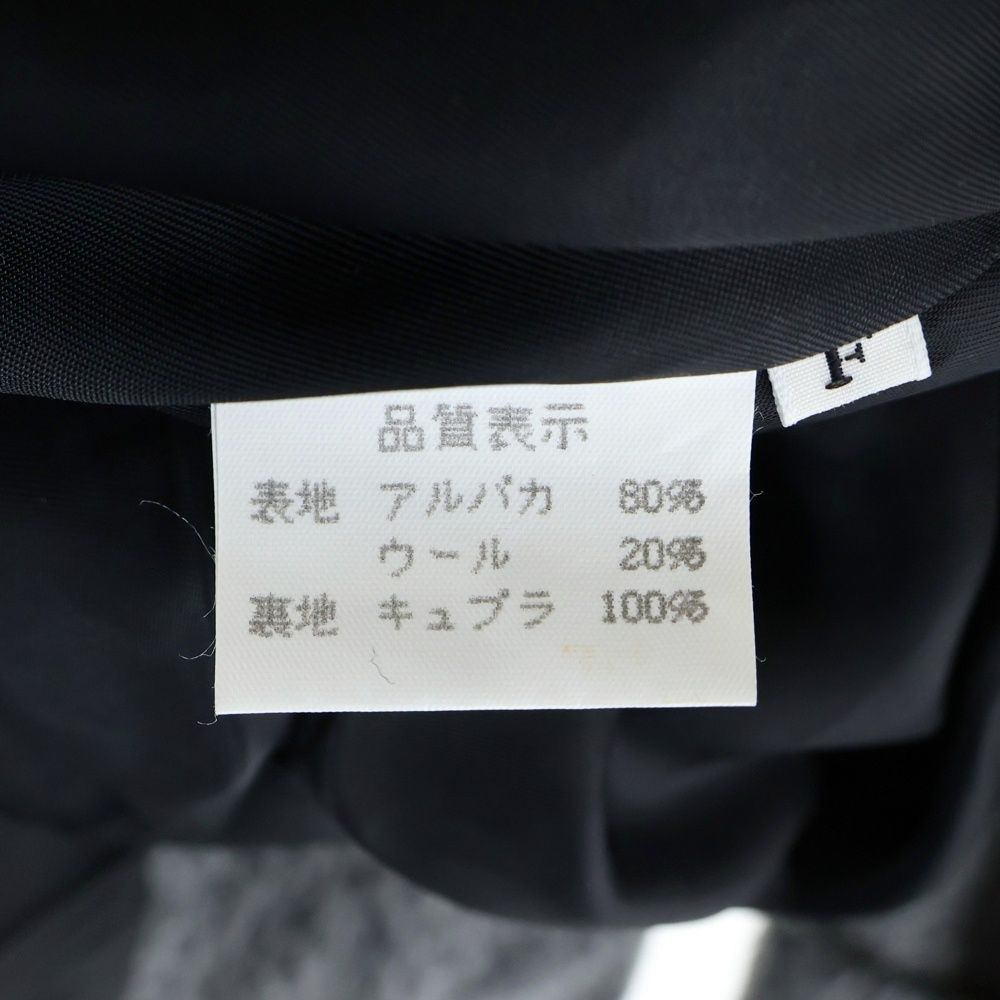 品質表示
表地 アルパカ 80%
ウール 20%
裏地 キュプラ 100%
F